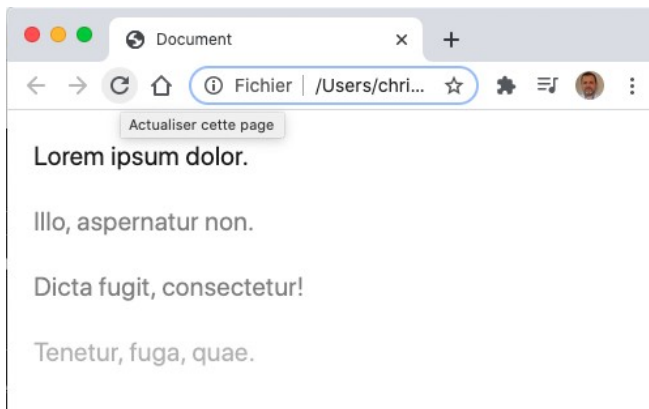 Document
Fichier /Users/chri...
Actualiser cette page
Lorem ipsum dolor.
Illo, aspernatur non.
Dicta fugit, consectetur!
Tenetur, fuga, quae.